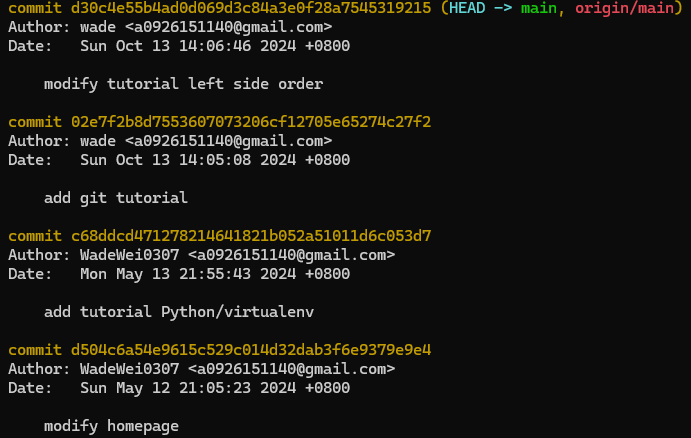 commit d30c4e55b4ad0d069d3c84a3e0f28a7545319215 (HEAD -> main, origin/main)
Author: wade <a0926151140@gmail.com>
Date:   Sun Oct 13 14:06:46 2024 +0800
    modify tutorial left side order
commit 02e7f2b8d7553607073206cf12705e65274c27f2
Author: wade <a0926151140@gmail.com>
Date:   Sun Oct 13 14:05:08 2024 +0800
    add git tutorial
commit c68ddcd471278214641821b052a51011d6c053d7
Author: WadeWei0307 <a0926151140@gmail.com>
Date:   Mon May 13 21:55:43 2024 +0800
    add tutorial Python/virtualenv
commit d504c6a54e9615c529c014d32dab3f6e9379e9e4
Author: WadeWei0307 <a0926151140@gmail.com>
Date:   Sun May 12 21:05:23 2024 +0800
    modify homepage